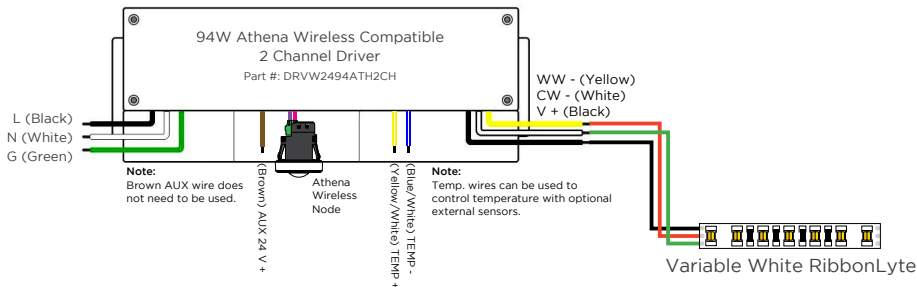 94W Athena Wireless Compatible
2 Channel Driver
Part #: DRVW2494ATH2CH
WW - (Yellow)
CW - (White)
V + (Black)
L (Black)
N (White)
G (Green)
Note:
Brown AUX wire does
not need to be used.
(Brown) AUX 24 V +
Athena
Wireless
Node
(Yellow/White) TEMP +
(Blue/White) TEMP -
Note:
Temp. wires can be used to
control temperature with optional
external sensors.
Variable White RibbonLyte